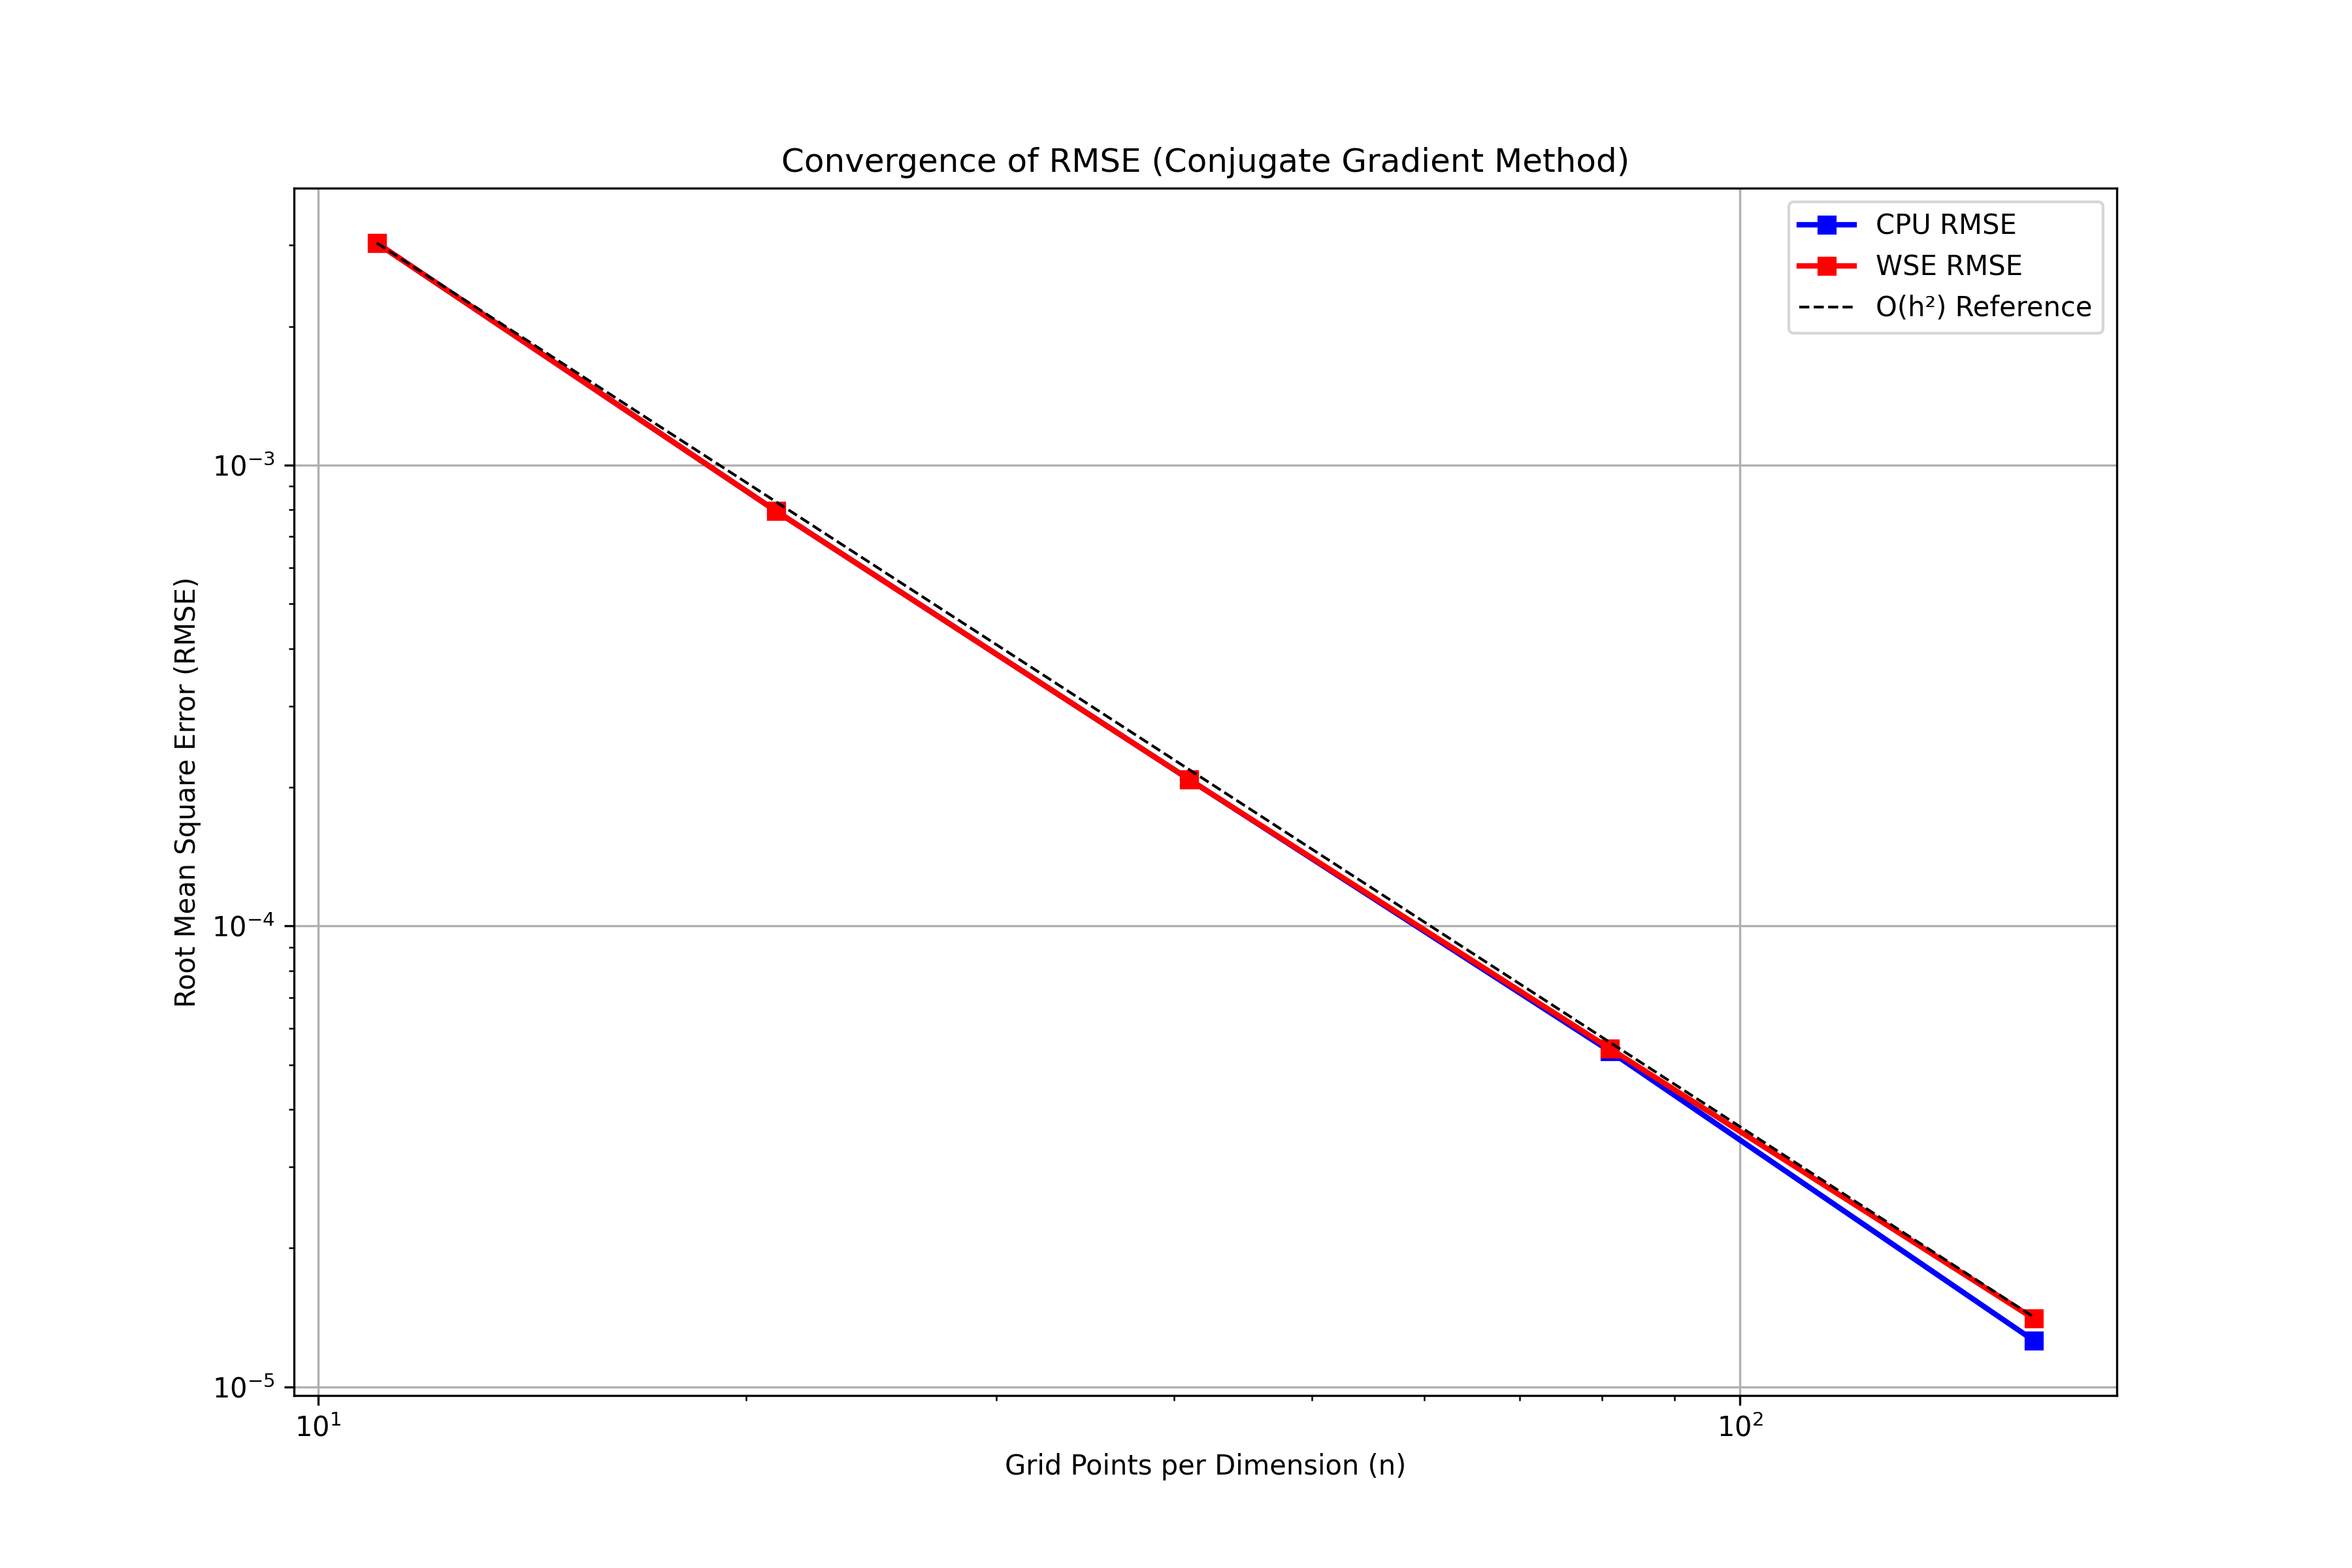 Convergence of RMSE (Conjugate Gradient Method)
CPU RMSE
WSE RMSE
O(h²) Reference
Root Mean Square Error (RMSE)
10⁻³
10⁻⁴
10⁻⁵
10¹
10²
Grid Points per Dimension (n)